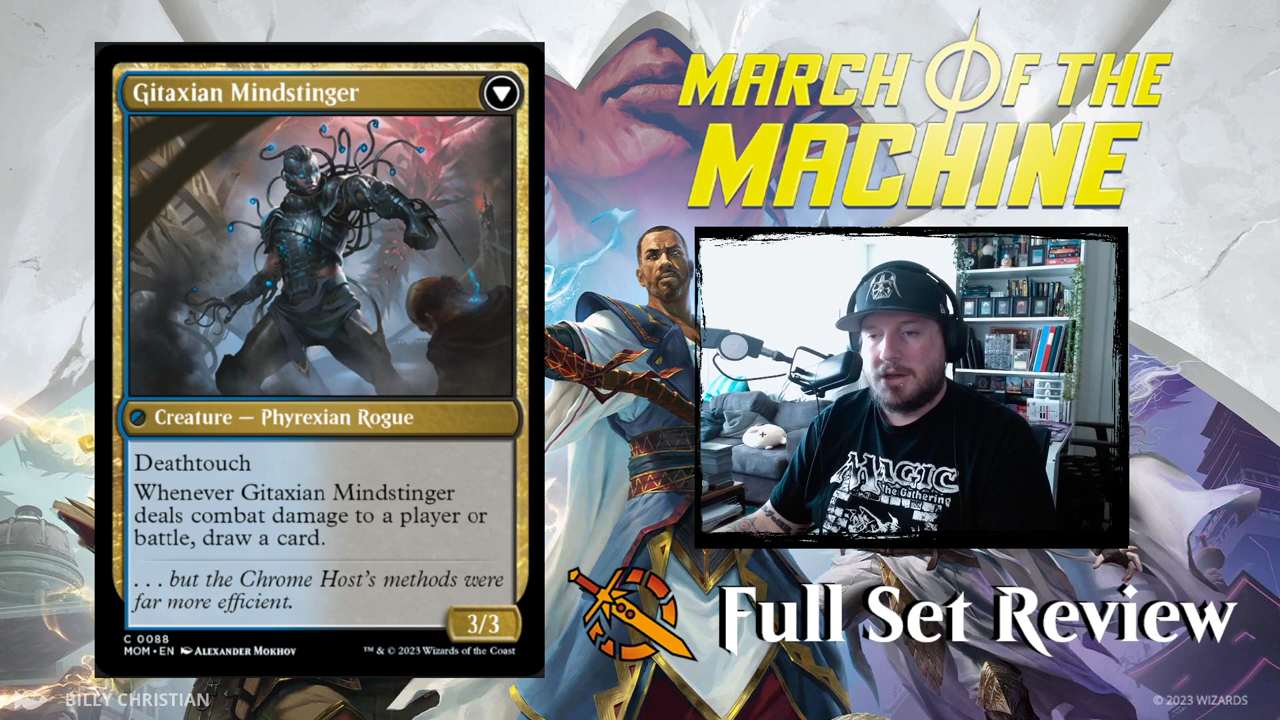 Gitaxian Mindstinger
Creature — Phyrexian Rogue
Deathtouch
Whenever Gitaxian Mindstinger
deals combat damage to a player or
battle, draw a card.
. . . but the Chrome Host's methods were
far more efficient.
3/3
C 0088
MOM • EN ALEXANDER MOKHOV
™ & © 2023 Wizards of the Coast
MARCH OF THE
MACHINE
MAGIC
the Gathering
Full Set Review
BILLY CHRISTIAN
© 2023 WIZARDS